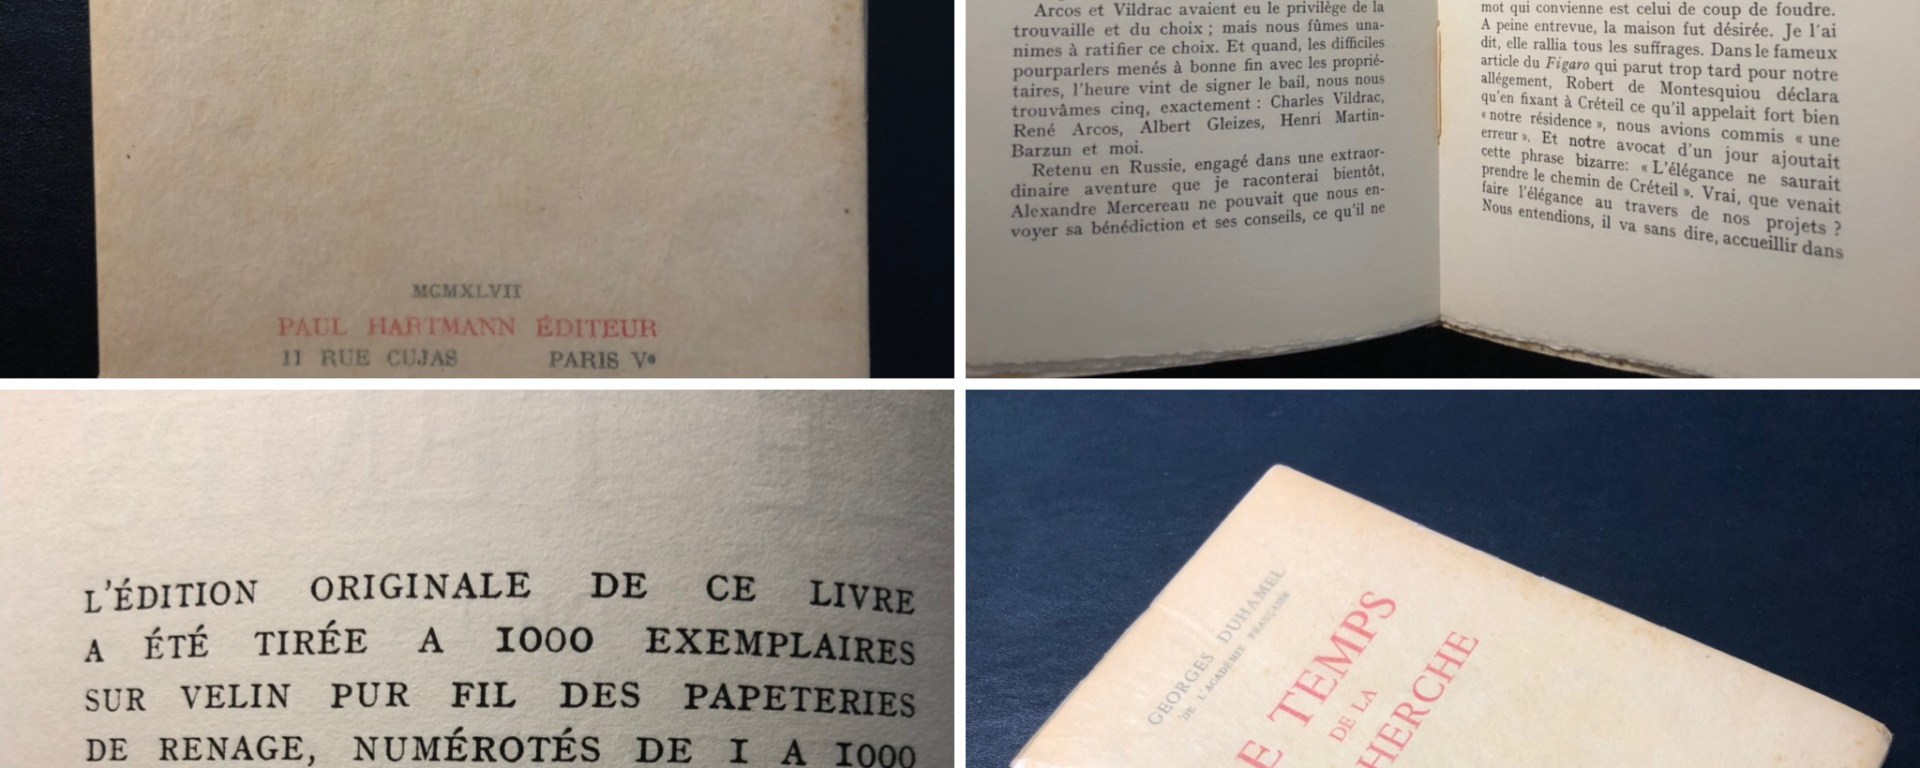 MCMXLVII
PAUL HARTMANN ÉDITEUR
11 RUE CUJAS PARIS Ve
Arcos et Vildrac avaient eu le privilège de la
trouvaille et du choix ; mais nous fûmes una-
nimes à ratifier ce choix. Et quand, les difficiles
pourparlers menés à bonne fin avec les proprié-
taires, l'heure vint de signer le bail, nous nous
trouvâmes cinq, exactement : Charles Vildrac,
René Arcos, Albert Gleizes, Henri Martin-
Barzun et moi.
Retenu en Russie, engagé dans une extraor-
dinaire aventure que je raconterai bientôt,
Alexandre Mercereau ne pouvait que nous en-
voyer sa bénédiction et ses conseils, ce qu'il ne
mot qui convienne est celui de coup de foudre.
A peine entrevue, la maison fut désirée. Je l'ai
dit, elle rallia tous les suffrages. Dans le fameux
article du Figaro qui parut trop tard pour notre
allégement, Robert de Montesquiou déclara
qu'en fixant à Créteil ce qu'il appelait fort bien
« notre résidence », nous avions commis « une
erreur ». Et notre avocat d'un jour ajoutait
cette phrase bizarre: « L'élégance ne saurait
prendre le chemin de Créteil ». Vrai, que venait
faire l'élégance au travers de nos projets ?
Nous entendions, il va sans dire, accueillir dans
L'ÉDITION ORIGINALE DE CE LIVRE
A ÉTÉ TIRÉE A 1000 EXEMPLAIRES
SUR VELIN PUR FIL DES PAPETERIES
DE RENAGE, NUMÉROTÉS DE 1 A 1000
GEORGES DUHAMEL
DE L'ACADÉMIE FRANÇAISE
E TEMPS
DE LA
HERCHE